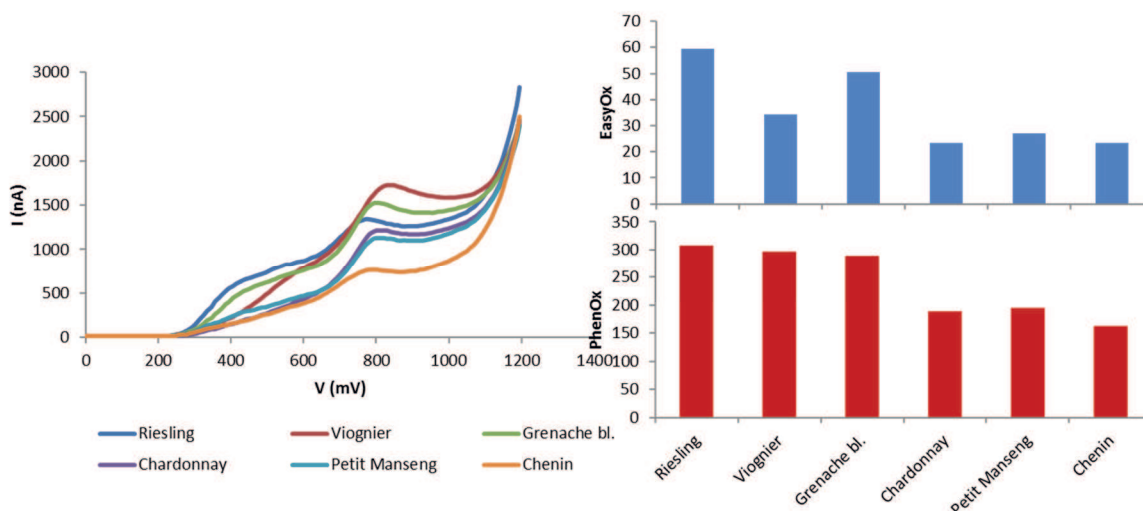 3000
2500
2000
1500
1000
500
0
I (nA)
0 200 400 600 800 1000 1200 1400
V (mV)
Riesling Viognier Grenache bl.
Chardonnay Petit Manseng Chenin
70
60
50
40
30
20
10
0
EasyOx
350
300
250
200
150
100
50
0
PhenOx
Riesling
Viognier
Grenache bl.
Chardonnay
Petit Manseng
Chenin